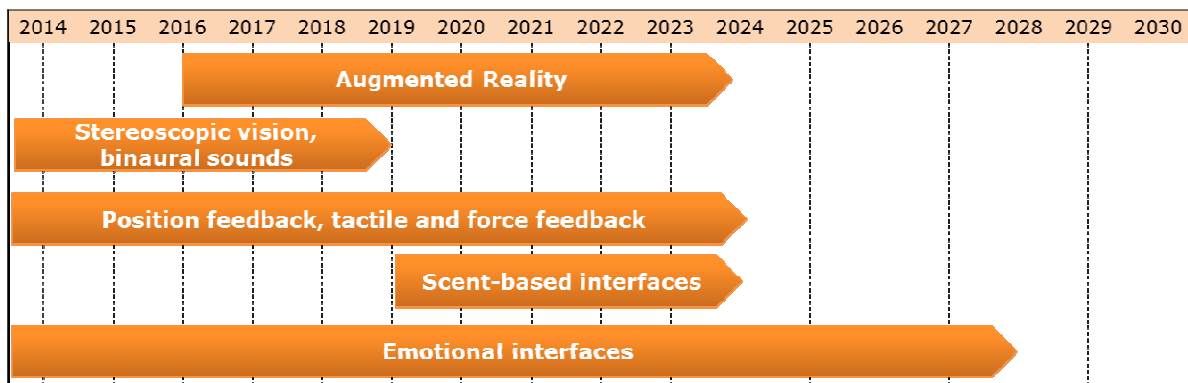 2014 2015 2016 2017 2018 2019 2020 2021 2022 2023 2024 2025 2026 2027 2028 2029 2030
Augmented Reality
Stereoscopic vision,
binaural sounds
Position feedback, tactile and force feedback
Scent-based interfaces
Emotional interfaces